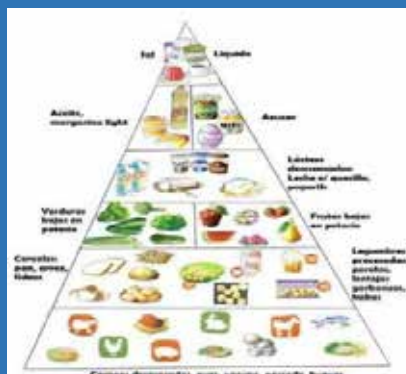 Sal
Líquido
Aceite,
margarina light
Azúcar
Lácteos
descremados:
Leche o/ quesillo,
yogurth
Verduras
bajas en
potasio
Frutas bajas
en potasio
Cereales:
pan, arroz,
fideos
Legumbres
procesadas:
porotos,
lentejas
garbanzos,
habas